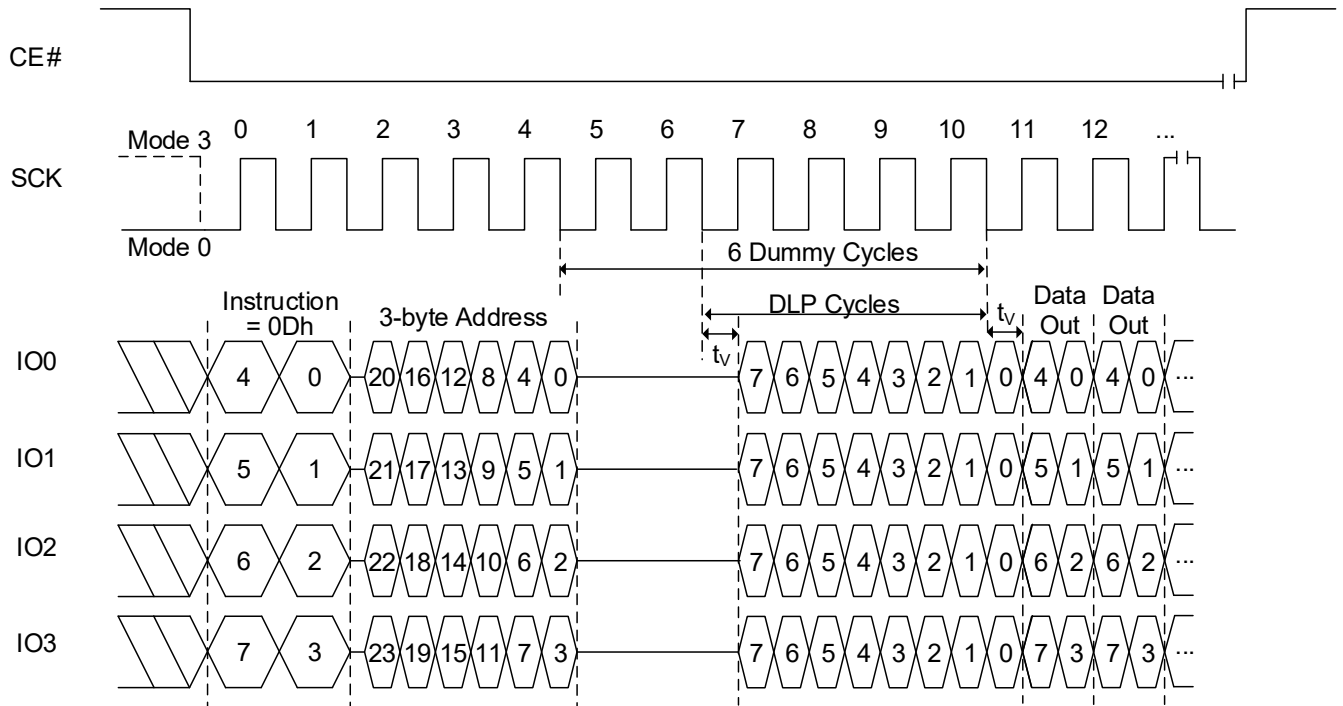 CE#
0 1 2 3 4 5 6 7 8 9 10 11 12 ...
Mode 3
SCK
Mode 0
6 Dummy Cycles
Instruction
= 0Dh
3-byte Address
DLP Cycles
tV
tV
Data
Out
Data
Out
IO0
4 0 20 16 12 8 4 0 7 6 5 4 3 2 1 0 4 0 4 0 ...
IO1
5 1 21 17 13 9 5 1 7 6 5 4 3 2 1 0 5 1 5 1 ...
IO2
6 2 22 18 14 10 6 2 7 6 5 4 3 2 1 0 6 2 6 2 ...
IO3
7 3 23 19 15 11 7 3 7 6 5 4 3 2 1 0 7 3 7 3 ...